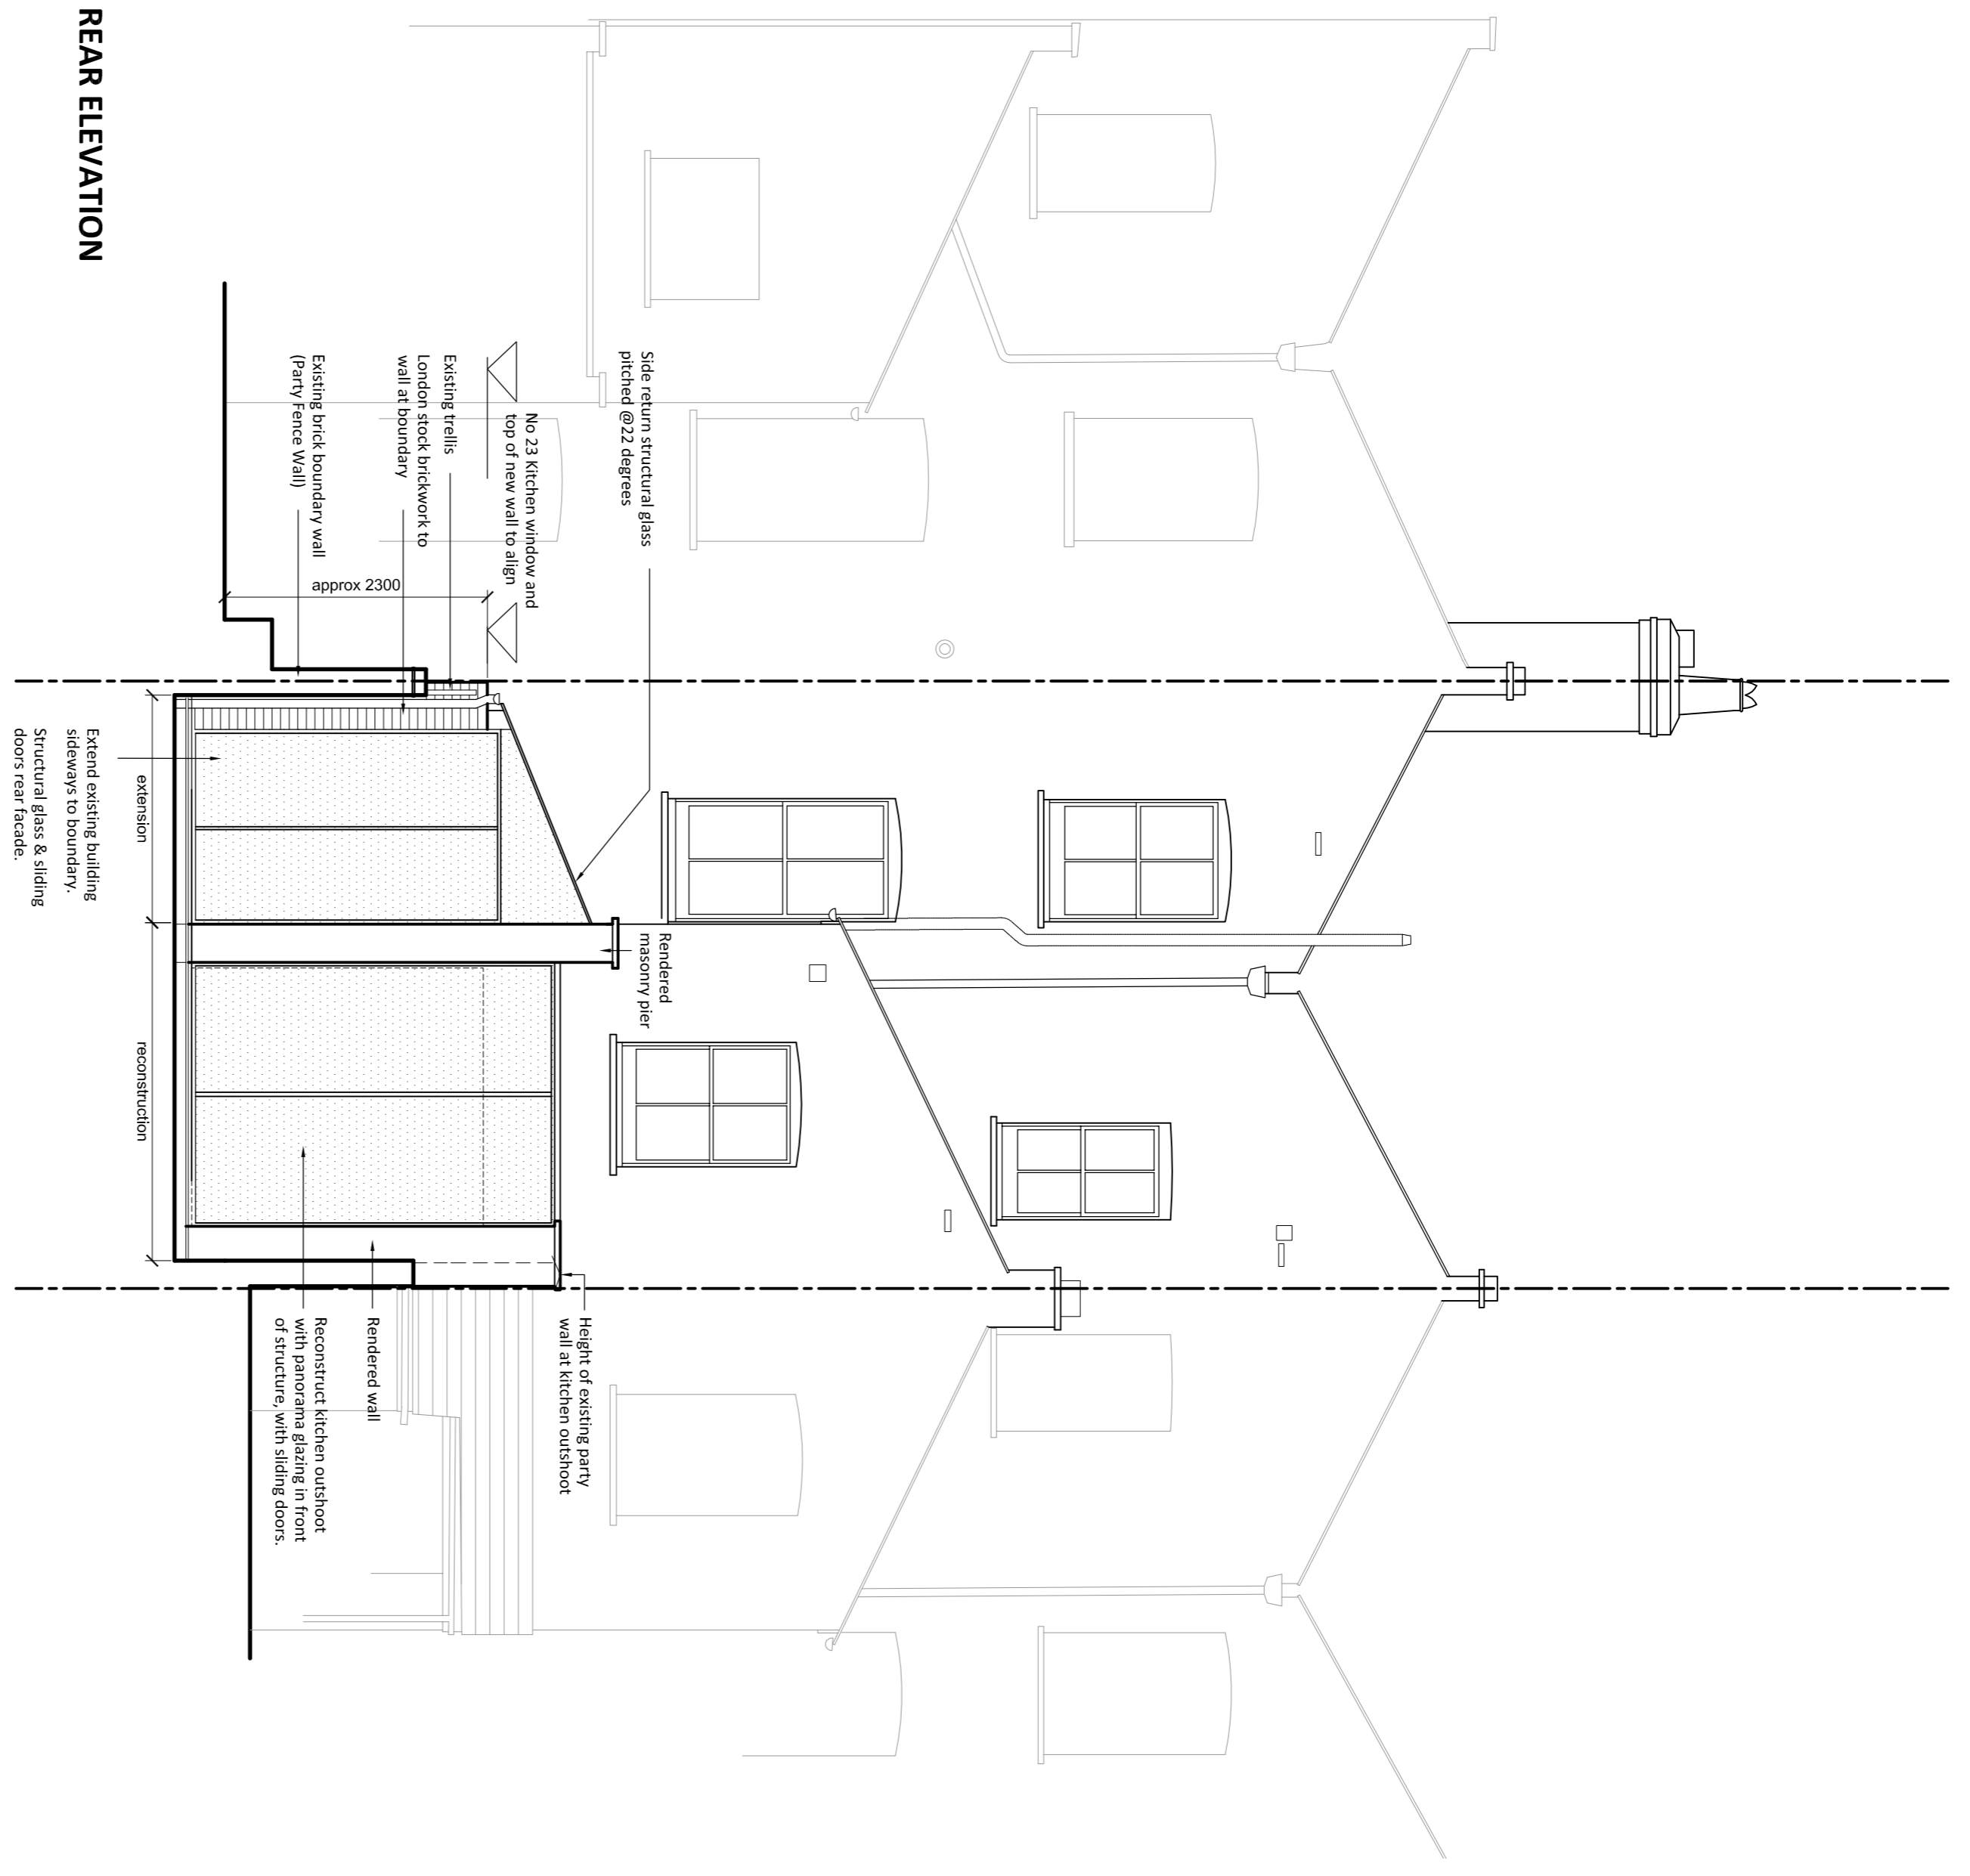 Side return structural glass
pitched @22 degrees
No 23 Kitchen window and
top of new wall to align
Existing trellis
London stock brickwork to
wall at boundary
Existing brick boundary wall
(Party Fence Wall)
approx 2300
Rendered
masonry pier
Height of existing party
wall at kitchen outshoot
Rendered wall
Reconstruct kitchen outshoot
with panorama glazing in front
of structure, with sliding doors.
extension
reconstruction
Extend existing building
sideways to boundary.
Structural glass & sliding
doors rear facade.
REAR ELEVATION